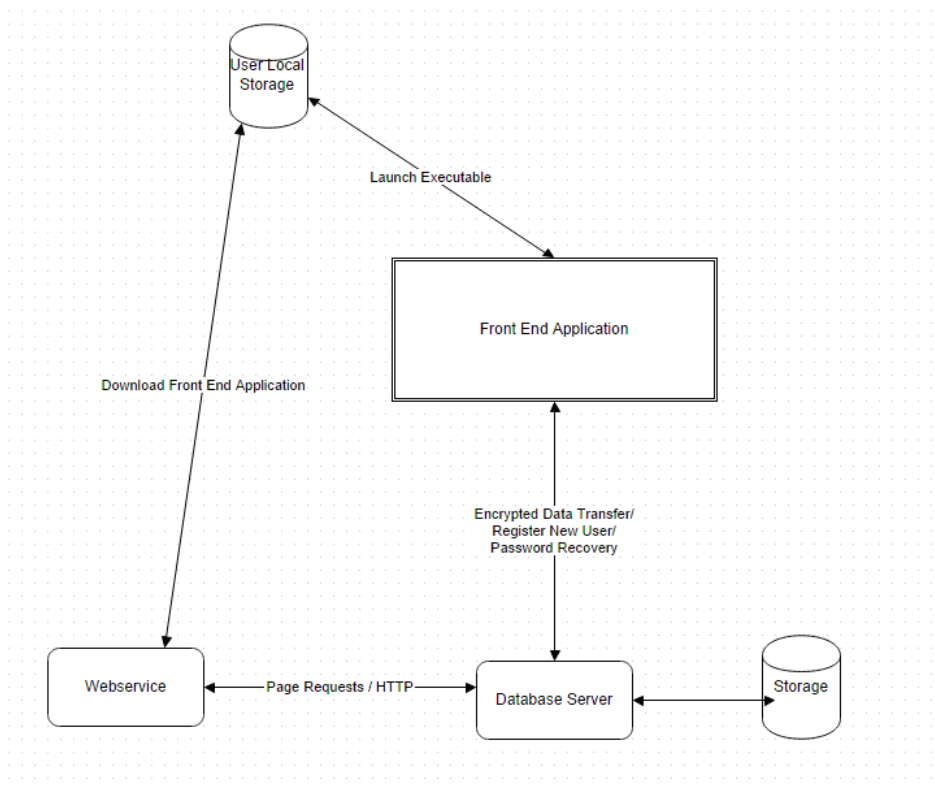 User Local
Storage
Launch Executable
Front End Application
Download Front End Application
Encrypted Data Transfer/
Register New User/
Password Recovery
Webservice
Page Requests / HTTP
Database Server
Storage